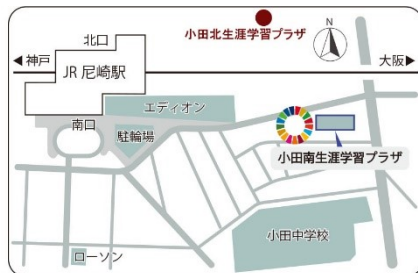 小田北生涯学習プラザ
N
北口
◀神戸
JR 尼崎駅
大阪▶
エディオン
南口
駐輪場
小田南生涯学習プラザ
小田中学校
ローソン